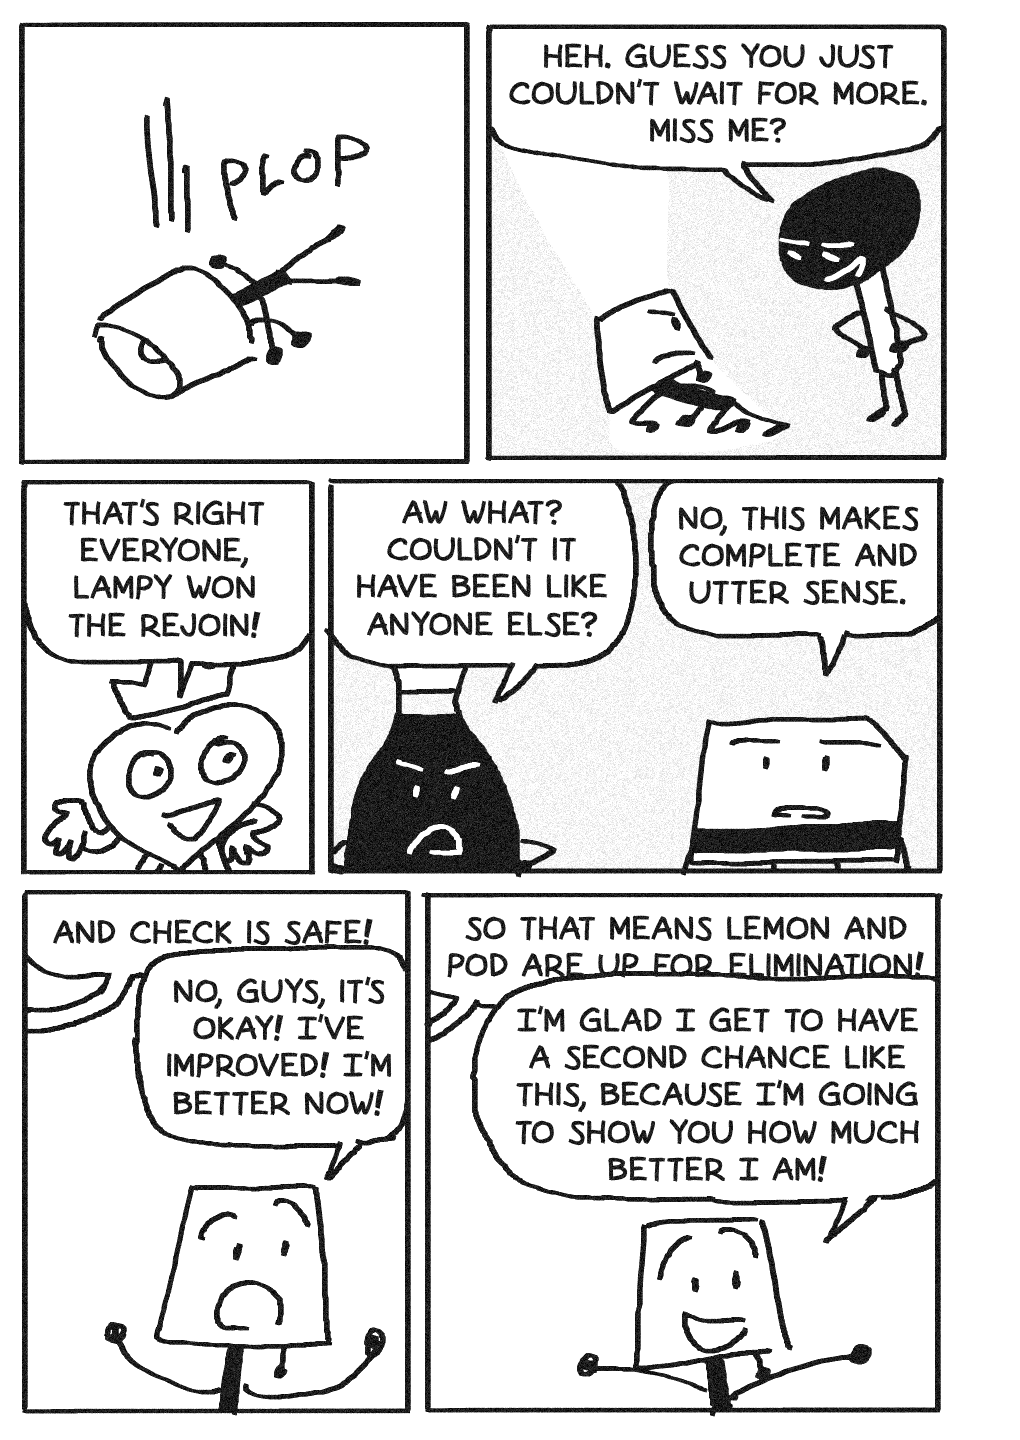 PLOP
HEH. GUESS YOU JUST
COULDN'T WAIT FOR MORE.
MISS ME?
THAT'S RIGHT
EVERYONE,
LAMPY WON
THE REJOIN!
AW WHAT?
COULDN'T IT
HAVE BEEN LIKE
ANYONE ELSE?
NO, THIS MAKES
COMPLETE AND
UTTER SENSE.
AND CHECK IS SAFE!
NO, GUYS, IT'S
OKAY! I'VE
IMPROVED! I'M
BETTER NOW!
SO THAT MEANS LEMON AND
POD ARE UP FOR ELIMINATION!
I'M GLAD I GET TO HAVE
A SECOND CHANCE LIKE
THIS, BECAUSE I'M GOING
TO SHOW YOU HOW MUCH
BETTER I AM!